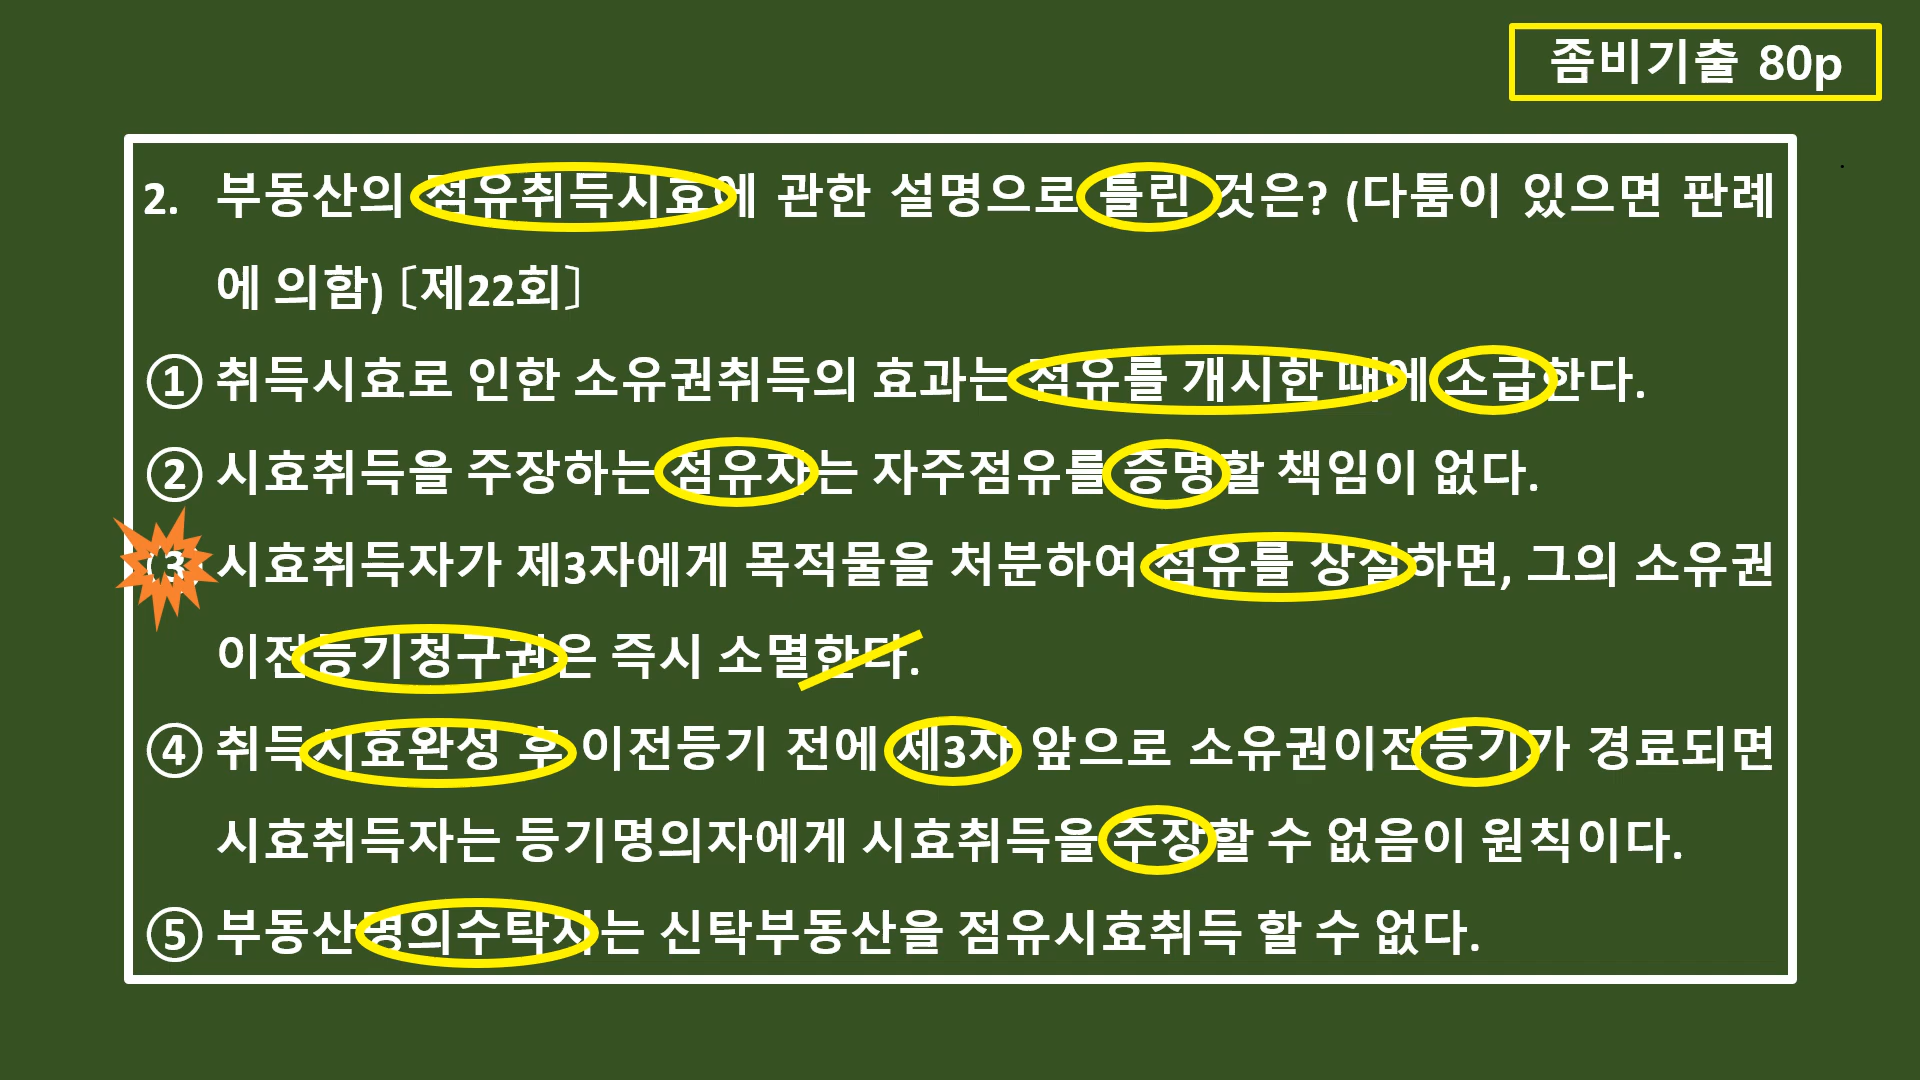 좀비기출 80p
2. 부동산의 점유취득시효에 관한 설명으로 틀린 것은? (다툼이 있으면 판례
에 의함) 〔제22회〕
① 취득시효로 인한 소유권취득의 효과는 점유를 개시한 때에 소급한다.
② 시효취득을 주장하는 점유자는 자주점유를 증명할 책임이 없다.
③ 시효취득자가 제3자에게 목적물을 처분하여 점유를 상실하면, 그의 소유권
이전등기청구권은 즉시 소멸한다.
④ 취득시효완성 후 이전등기 전에 제3자 앞으로 소유권이전등기가 경료되면
시효취득자는 등기명의자에게 시효취득을 주장할 수 없음이 원칙이다.
⑤ 부동산명의수탁자는 신탁부동산을 점유시효취득 할 수 없다.